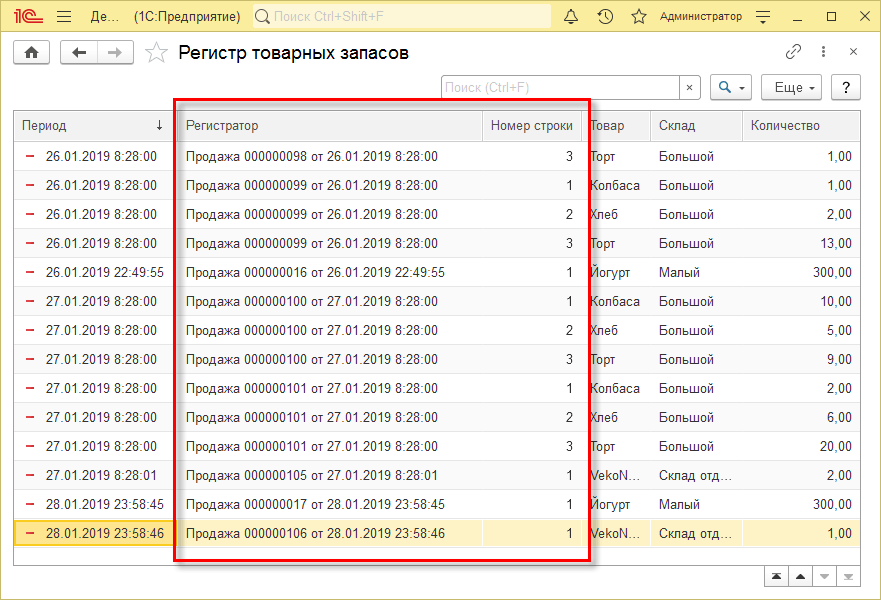 1С Де... (1С:Предприятие) Поиск Ctrl+Shift+F Администратор
Регистр товарных запасов
Поиск (Ctrl+F) × Еще ?
Период ↓ Регистратор Номер строки Товар Склад Количество
26.01.2019 8:28:00 Продажа 000000098 от 26.01.2019 8:28:00 3 Торт Большой 1,00
26.01.2019 8:28:00 Продажа 000000099 от 26.01.2019 8:28:00 1 Колбаса Большой 1,00
26.01.2019 8:28:00 Продажа 000000099 от 26.01.2019 8:28:00 2 Хлеб Большой 2,00
26.01.2019 8:28:00 Продажа 000000099 от 26.01.2019 8:28:00 3 Торт Большой 13,00
26.01.2019 22:49:55 Продажа 000000016 от 26.01.2019 22:49:55 1 Йогурт Малый 300,00
27.01.2019 8:28:00 Продажа 000000100 от 27.01.2019 8:28:00 1 Колбаса Большой 10,00
27.01.2019 8:28:00 Продажа 000000100 от 27.01.2019 8:28:00 2 Хлеб Большой 5,00
27.01.2019 8:28:00 Продажа 000000100 от 27.01.2019 8:28:00 3 Торт Большой 9,00
27.01.2019 8:28:00 Продажа 000000101 от 27.01.2019 8:28:00 1 Колбаса Большой 2,00
27.01.2019 8:28:00 Продажа 000000101 от 27.01.2019 8:28:00 2 Хлеб Большой 6,00
27.01.2019 8:28:00 Продажа 000000101 от 27.01.2019 8:28:00 3 Торт Большой 20,00
27.01.2019 8:28:01 Продажа 000000105 от 27.01.2019 8:28:01 1 VekoN... Склад отд... 2,00
28.01.2019 23:58:45 Продажа 000000017 от 28.01.2019 23:58:45 1 Йогурт Малый 300,00
28.01.2019 23:58:46 Продажа 000000106 от 28.01.2019 23:58:46 1 VekoN... Склад отд... 1,00